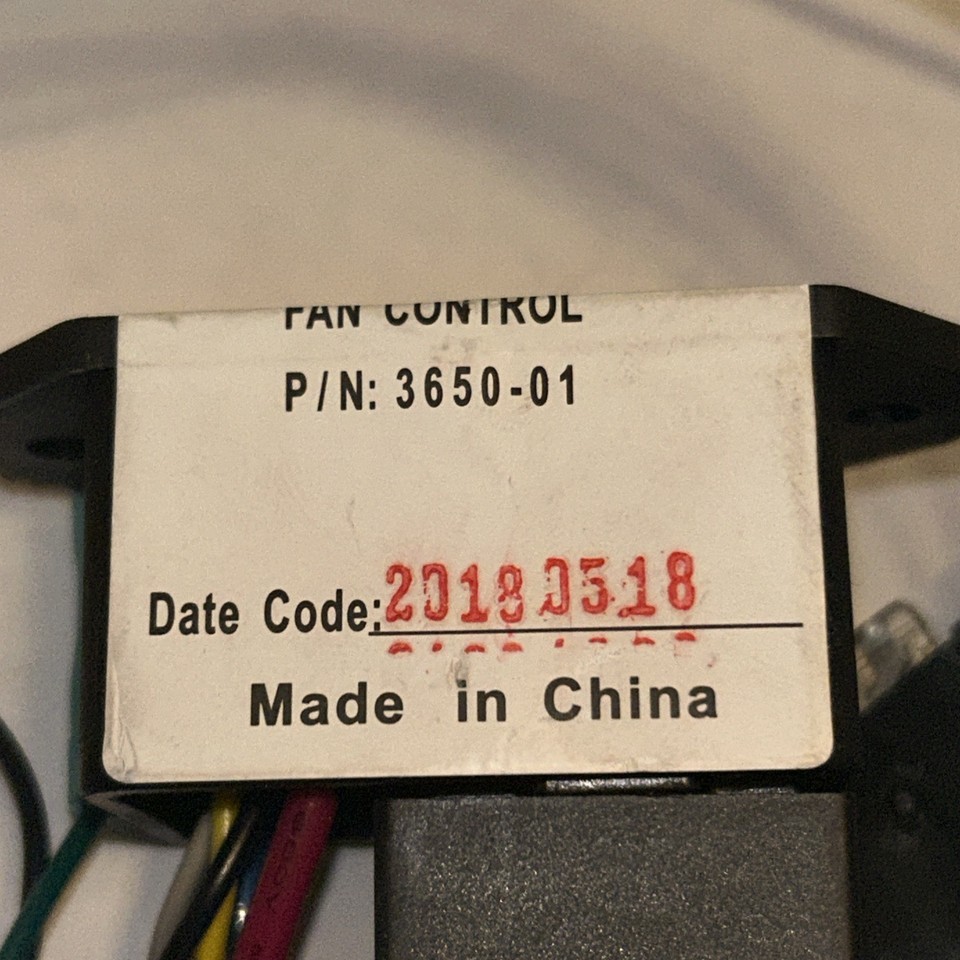 FAN CONTROL
P/N: 3650-01
Date Code: 20180518
Made in China